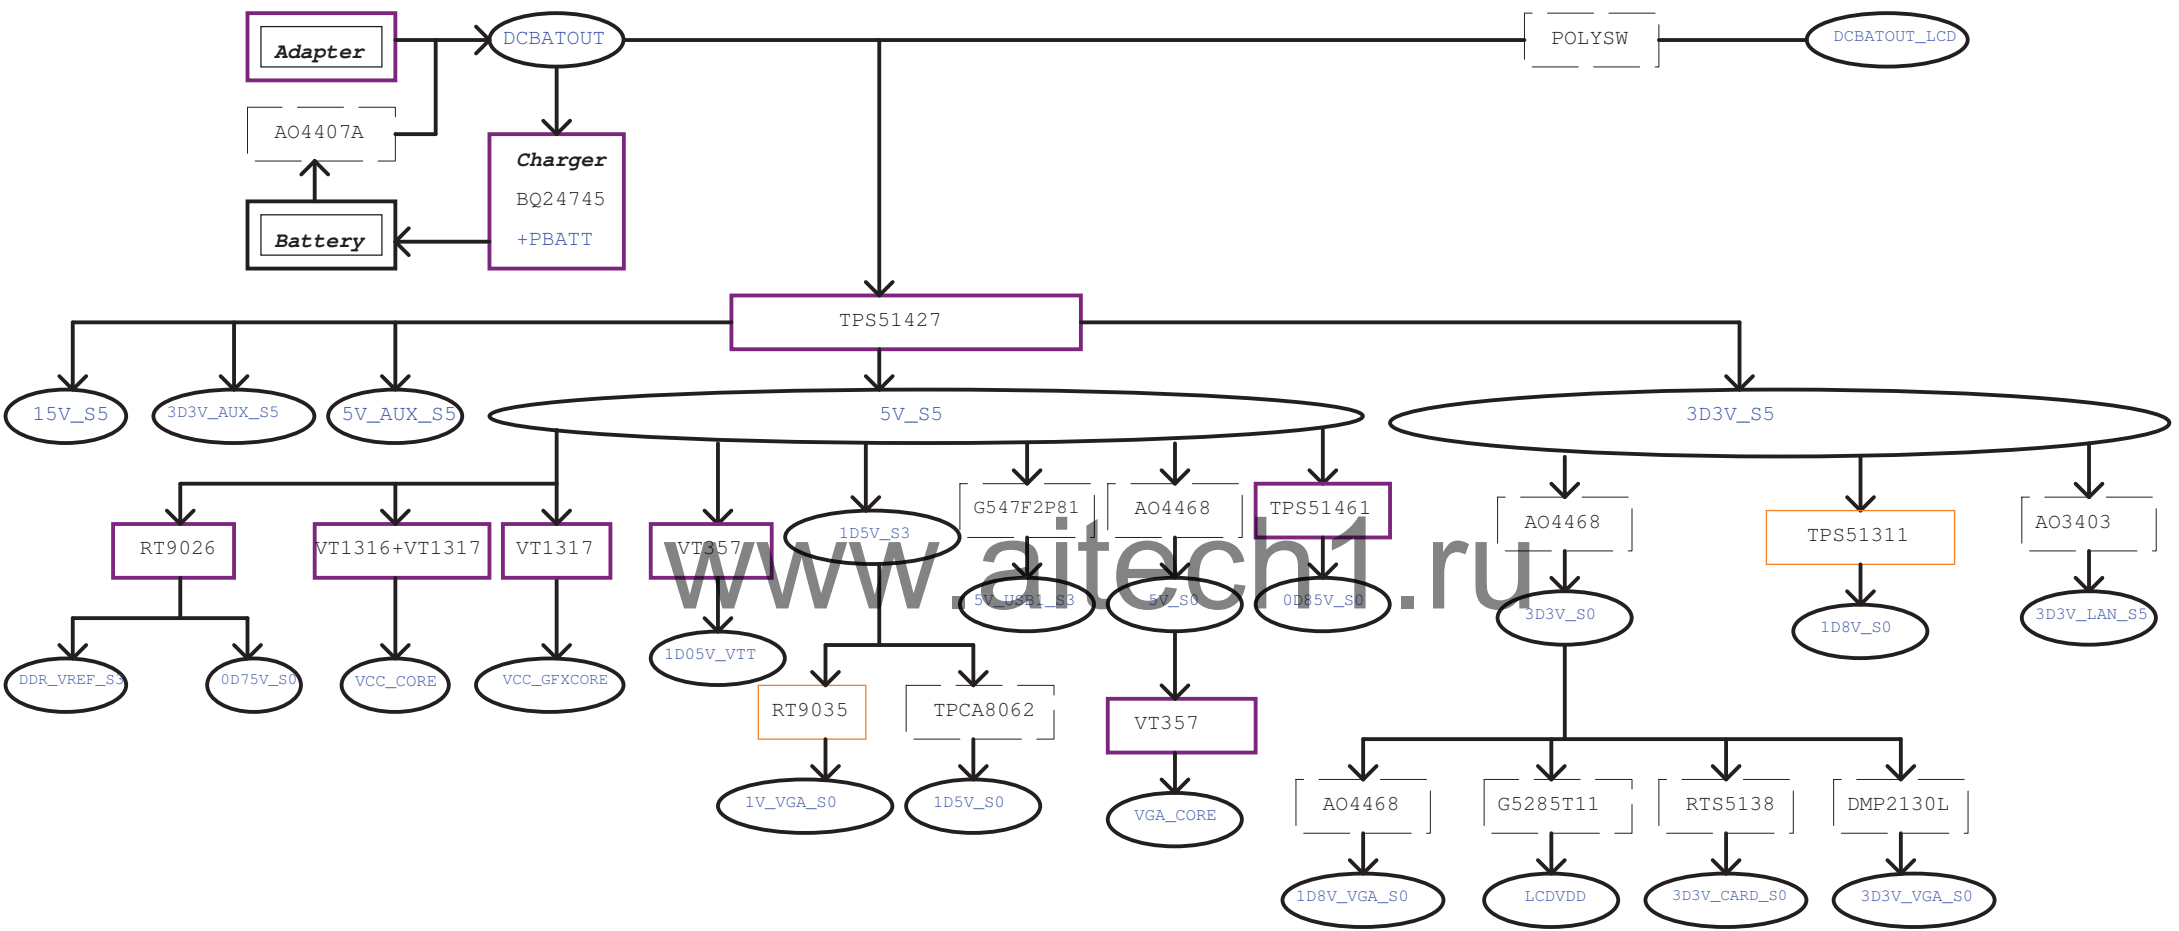 DCBATOUT
POLYSW
DCBATOUT_LCD
Adapter
AO4407A
Charger
BQ24745
+PBATT
Battery
TPS51427
15V_S5
3D3V_AUX_S5
5V_AUX_S5
5V_S5
3D3V_S5
G547F2P81
AO4468
TPS51461
AO4468
AO3403
TPS51311
1D5V_S3
RT9026
VT1316+VT1317
VT1317
VT357
www.aitech1.ru
5V_USB1_S3
5V_S0
0D85V_S0
3D3V_S0
1D8V_S0
3D3V_LAN_S5
1D05V_VTT
DDR_VREF_S3
0D75V_S0
VCC_CORE
VCC_GFXCORE
RT9035
TPCA8062
VT357
1V_VGA_S0
1D5V_S0
VGA_CORE
AO4468
G5285T11
RTS5138
DMP2130L
1D8V_VGA_S0
LCDVDD
3D3V_CARD_S0
3D3V_VGA_S0